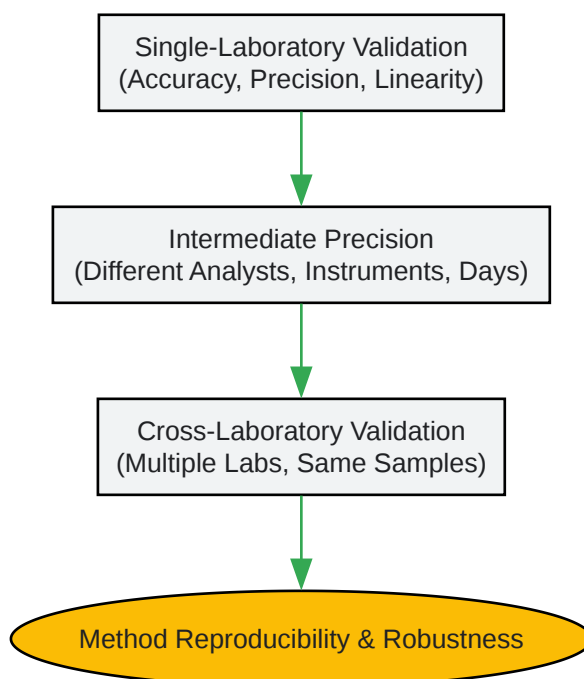 Single-Laboratory Validation
(Accuracy, Precision, Linearity)
Intermediate Precision
(Different Analysts, Instruments, Days)
Cross-Laboratory Validation
(Multiple Labs, Same Samples)
Method Reproducibility & Robustness